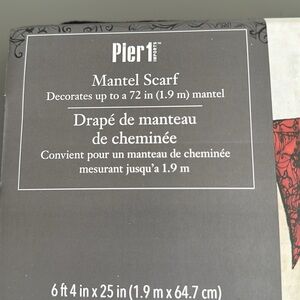 Pier1 IMPORTS
Mantel Scarf
Decorates up to a 72 in (1.9 m) mantel
Drapé de manteau
de cheminée
Convient pour un manteau de cheminée
mesurant jusqu'a 1.9 m
6 ft 4 in x 25 in (1.9 m x 64.7 cm)